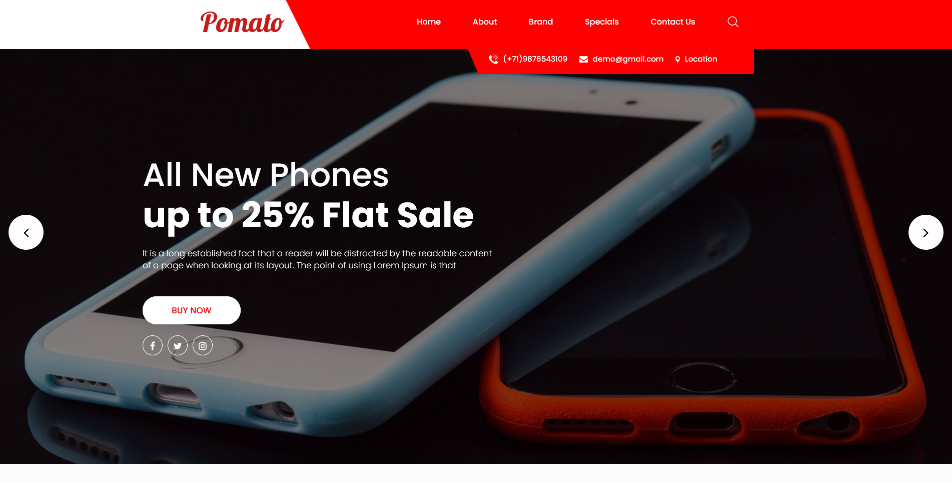 Pomato
Home About Brand Specials Contact Us
(+71)9876543109 demo@gmail.com Location
All New Phones
up to 25% Flat Sale
It is a long established fact that a reader will be distracted by the readable content
of a page when looking at its layout. The point of using Lorem Ipsum is that
BUY NOW